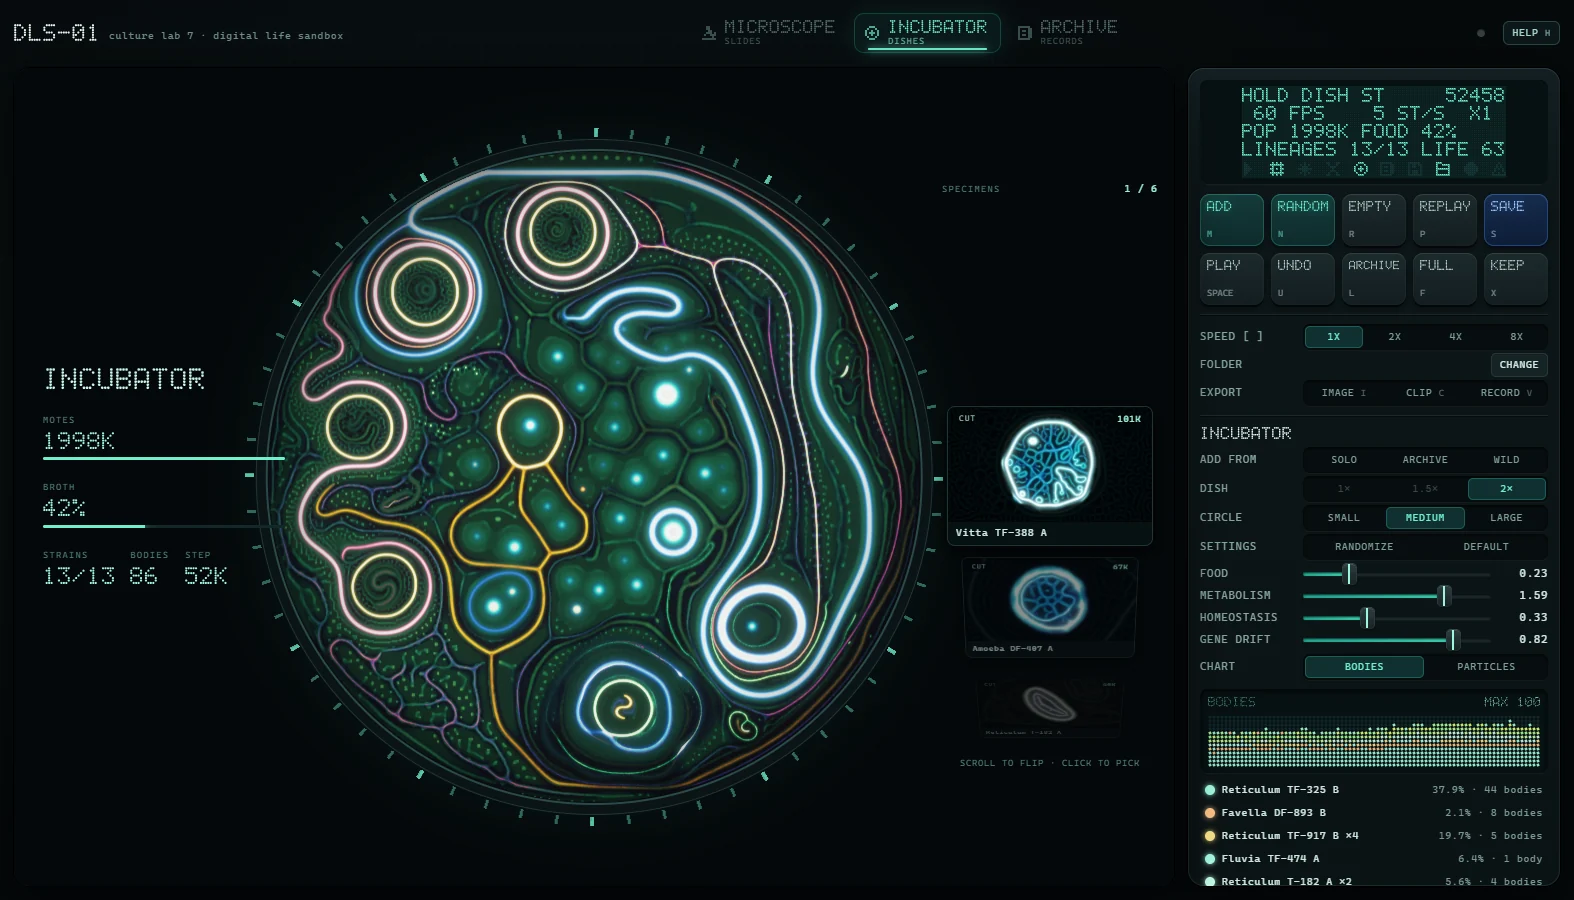 DLS-01 culture lab 7 · digital life sandbox
MICROSCOPE
SLIDES
INCUBATOR
DISHES
ARCHIVE
RECORDS
HELP H
HOLD DISH ST 52458
60 FPS 5 ST/S X1
POP 1998K FOOD 42%
LINEAGES 13/13 LIFE 63
ADD
M
RANDOM
N
EMPTY
R
REPLAY
P
SAVE
S
PLAY
SPACE
UNDO
U
ARCHIVE
L
FULL
F
KEEP
X
SPEED [ ] 1X 2X 4X 8X
FOLDER CHANGE
EXPORT IMAGE I CLIP C RECORD V
INCUBATOR
ADD FROM SOLO ARCHIVE WILD
DISH 1× 1.5× 2×
CIRCLE SMALL MEDIUM LARGE
SETTINGS RANDOMIZE DEFAULT
FOOD 0.23
METABOLISM 1.59
HOMEOSTASIS 0.33
GENE DRIFT 0.82
CHART BODIES PARTICLES
BODIES MAX 100
Reticulum TF-325 B 37.9% · 44 bodies
Favella DF-893 B 2.1% · 8 bodies
Reticulum TF-917 B ×4 19.7% · 5 bodies
Fluvia TF-474 A 6.4% · 1 body
Reticulum T-182 A ×2 5.6% · 4 bodies
INCUBATOR
MOTES
1998K
BROTH
42%
STRAINS BODIES STEP
13/13 86 52K
SPECIMENS 1 / 6
CUT 101K
Vitta TF-388 A
CUT 67K
Amoeba DF-407 A
CUT
Reticulum T-182 A
SCROLL TO FLIP · CLICK TO PICK